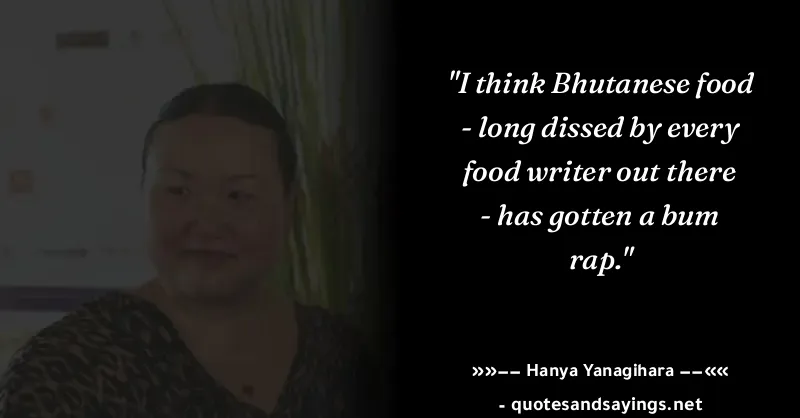 "I think Bhutanese food
- long dissed by every
food writer out there
- has gotten a bum
rap."
»»−− Hanya Yanagihara −−««
- quotesandsayings.net